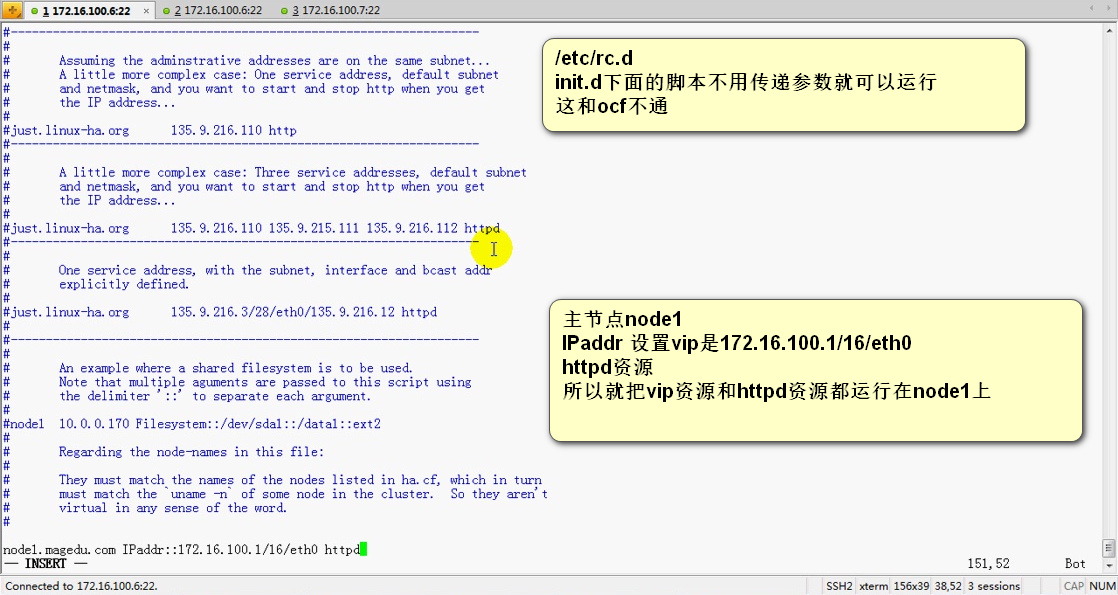 1 172.16.100.6:22 × 2 172.16.100.6:22 3 172.16.100.7:22
#-------------------------------------------------------------------
#
# Assuming the adminstrative addresses are on the same subnet...
# A little more complex case: One service address, default subnet
# and netmask, and you want to start and stop http when you get
# the IP address...
#
#just.linux-ha.org 135.9.216.110 http
#-------------------------------------------------------------------
#
# A little more complex case: Three service addresses, default subnet
# and netmask, and you want to start and stop http when you get
# the IP address...
#
#just.linux-ha.org 135.9.216.110 135.9.215.111 135.9.216.112 httpd
#-------------------------------------------------------------------
#
# One service address, with the subnet, interface and bcast addr
# explicitly defined.
#
#just.linux-ha.org 135.9.216.3/28/eth0/135.9.216.12 httpd
#
#-------------------------------------------------------------------
#
# An example where a shared filesystem is to be used.
# Note that multiple aguments are passed to this script using
# the delimiter '::' to separate each argument.
#
#node1 10.0.0.170 Filesystem::/dev/sda1::/data1::ext2
#
# Regarding the node-names in this file:
#
# They must match the names of the nodes listed in ha.cf, which in turn
# must match the `uname -n` of some node in the cluster. So they aren't
# virtual in any sense of the word.
#
node1.magedu.com IPaddr::172.16.100.1/16/eth0 httpd
-- INSERT -- 151,52 Bot
/etc/rc.d
init.d下面的脚本不用传递参数就可以运行
这和ocf不通
主节点node1
IPaddr 设置vip是172.16.100.1/16/eth0
httpd资源
所以就把vip资源和httpd资源都运行在node1上
Connected to 172.16.100.6:22. SSH2 xterm 156x39 38,52 3 sessions CAP NUM